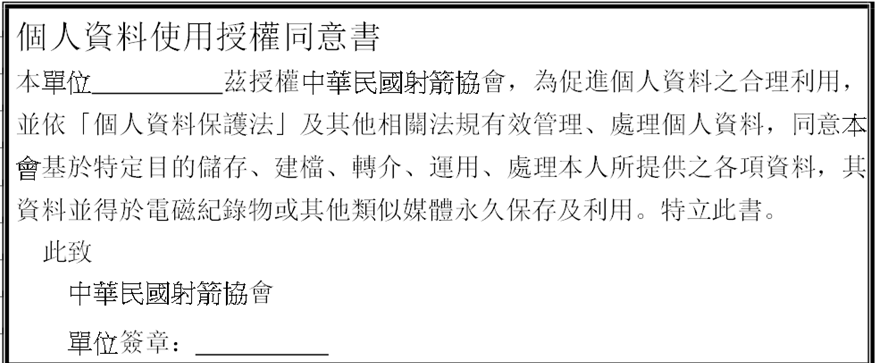 個人資料使用授權同意書
本單位__________茲授權中華民國射箭協會，為促進個人資料之合理利用，
並依「個人資料保護法」及其他相關法規有效管理、處理個人資料，同意本
會基於特定目的儲存、建檔、轉介、運用、處理本人所提供之各項資料，其
資料並得於電磁紀錄物或其他類似媒體永久保存及利用。特立此書。
此致
中華民國射箭協會
單位簽章：__________